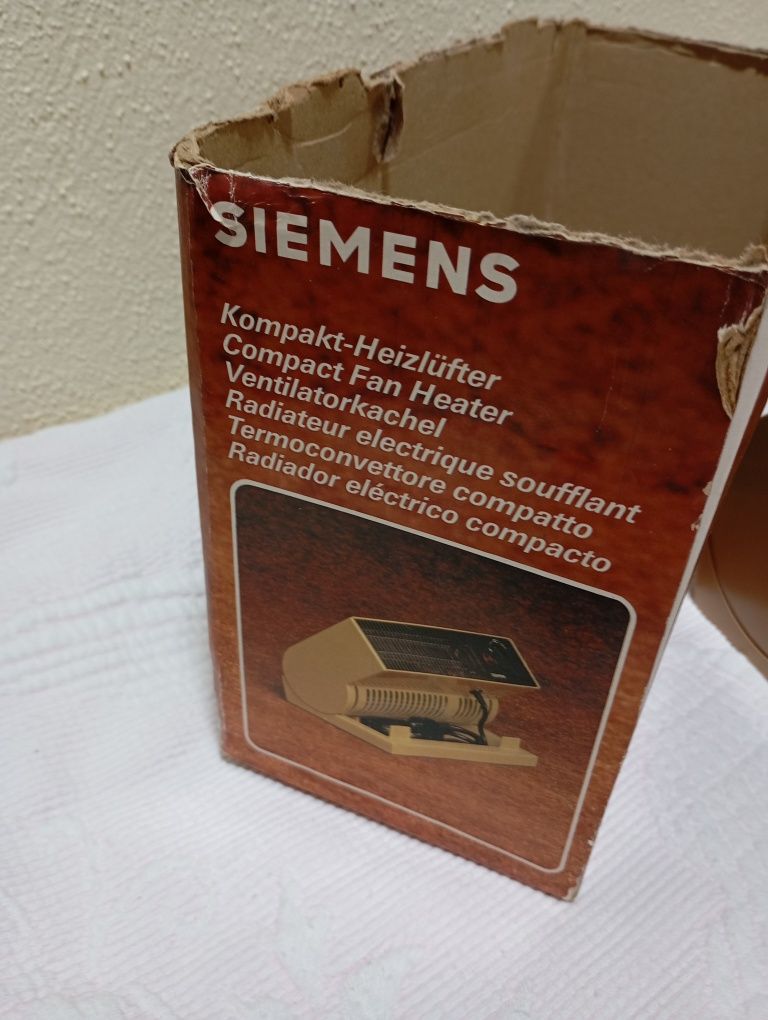 SIEMENS
Kompakt-Heizlüfter
Compact Fan Heater
Ventilatorkachel
Radiateur electrique soufflant
Termoconvettore compatto
Radiador eléctrico compacto